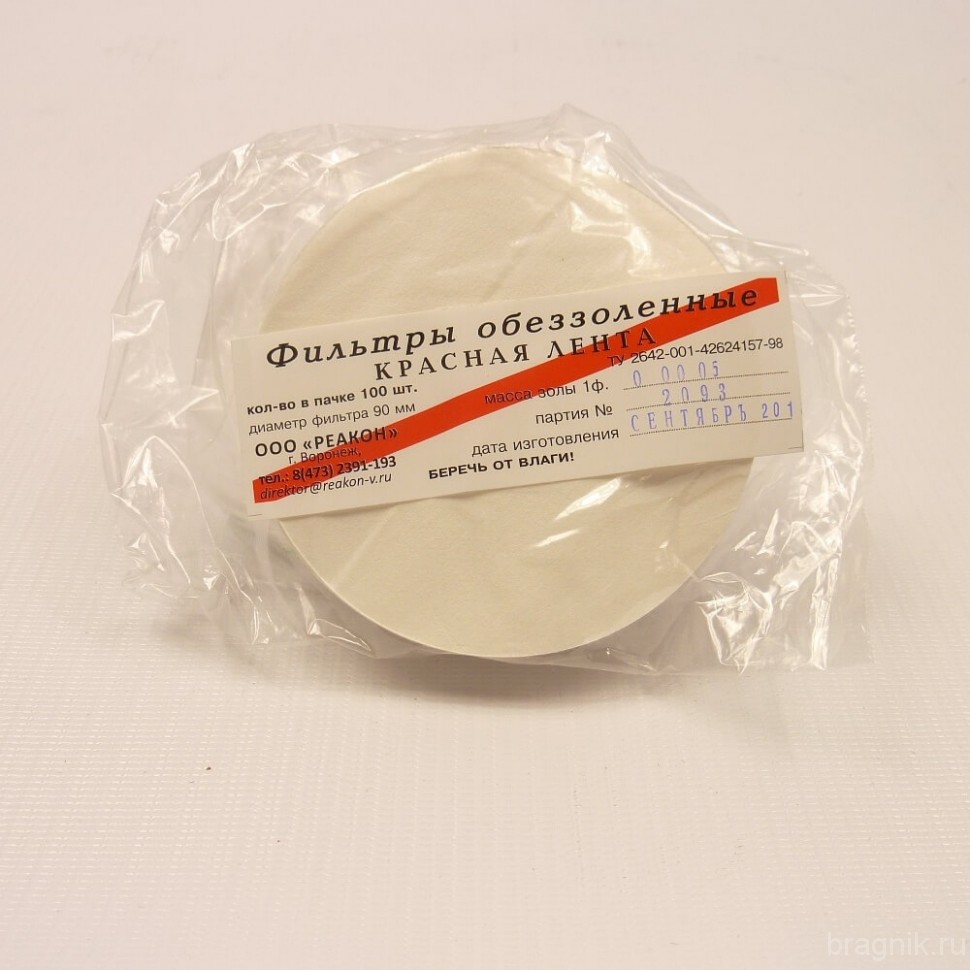 Фильтры обеззоленные
КРАСНАЯ ЛЕНТА
ТУ 2642-001-42624157-98
кол-во в пачке 100 шт.
диаметр фильтра 90 мм
ООО «РЕАКОН»
г. Воронеж,
тел.: 8(473) 2391-193
direktor@reakon-v.ru
масса золы 1ф. 0 0005
партия № 2093
дата изготовления СЕНТЯБРЪ 201
БЕРЕЧЬ ОТ ВЛАГИ!
bragnik.ru